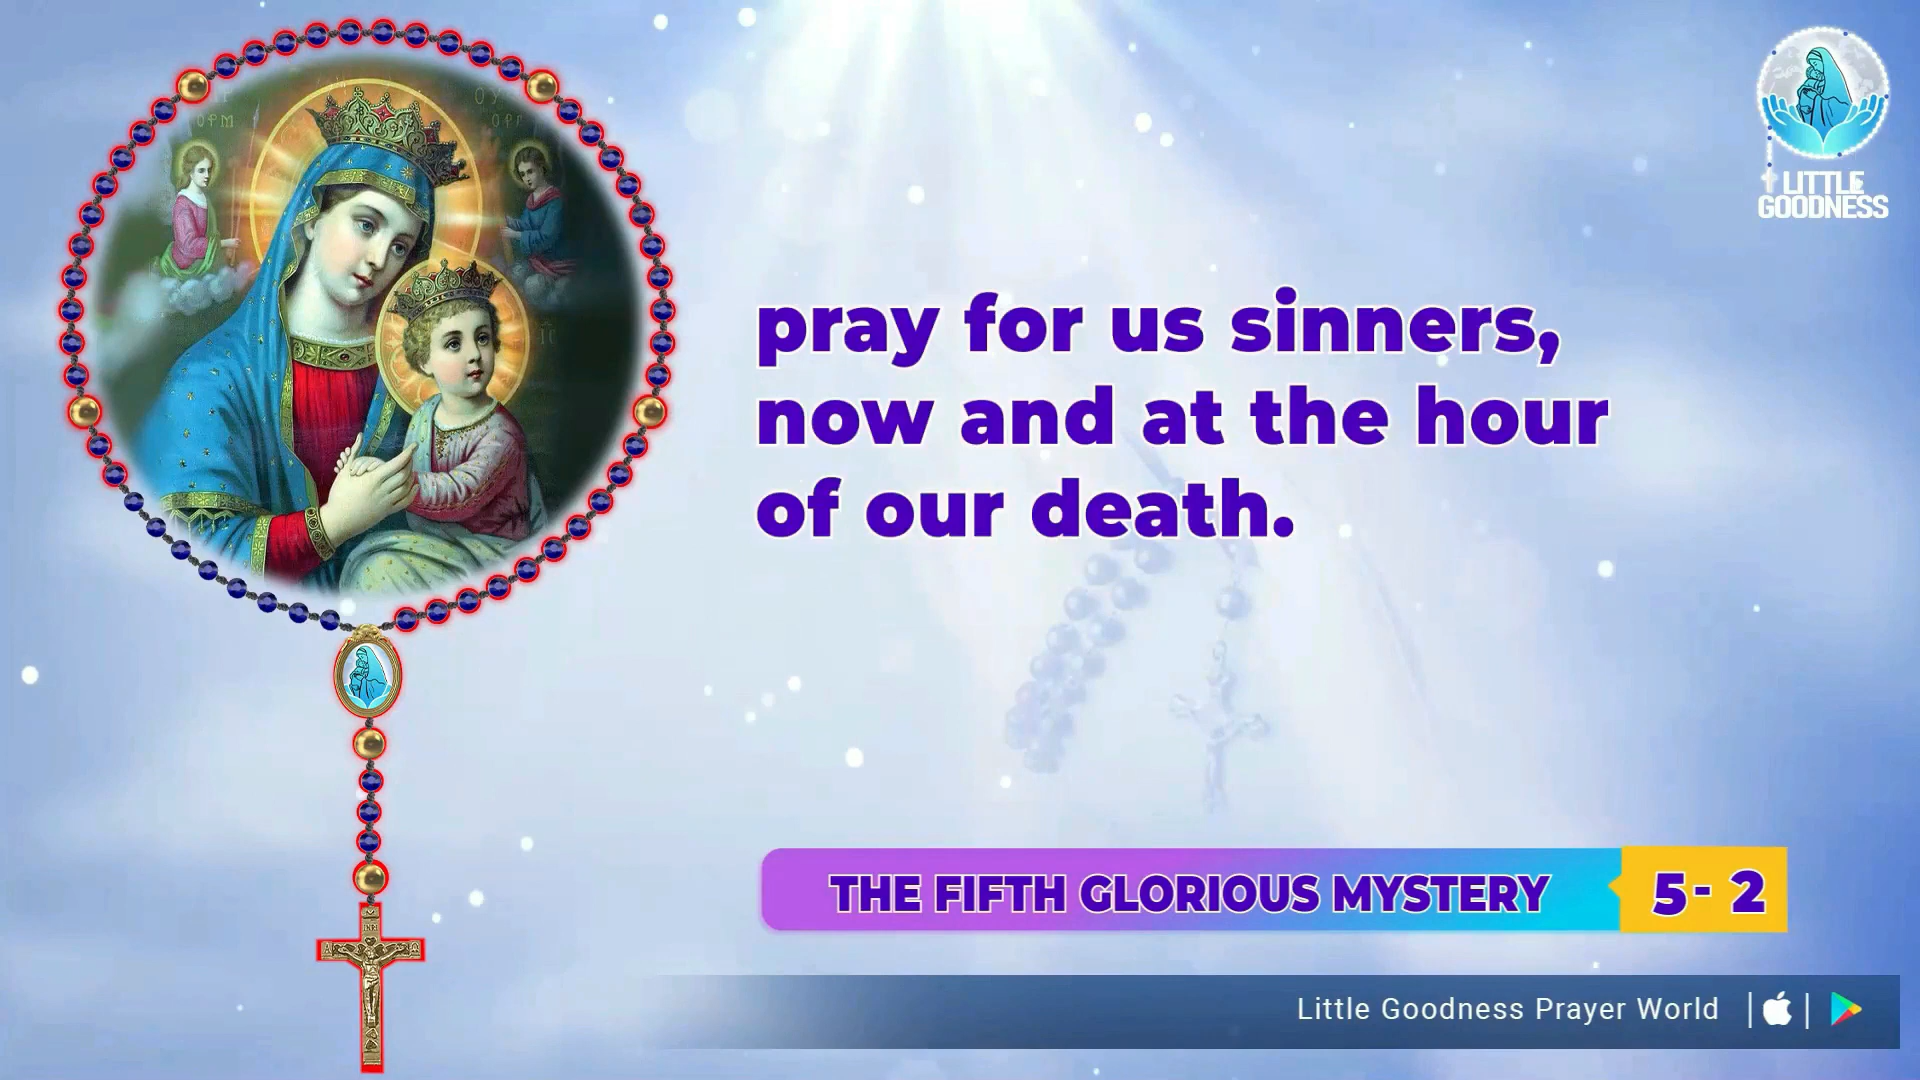 LITTLE
GOODNESS
pray for us sinners,
now and at the hour
of our death.
THE FIFTH GLORIOUS MYSTERY
5- 2
Little Goodness Prayer World
INRI